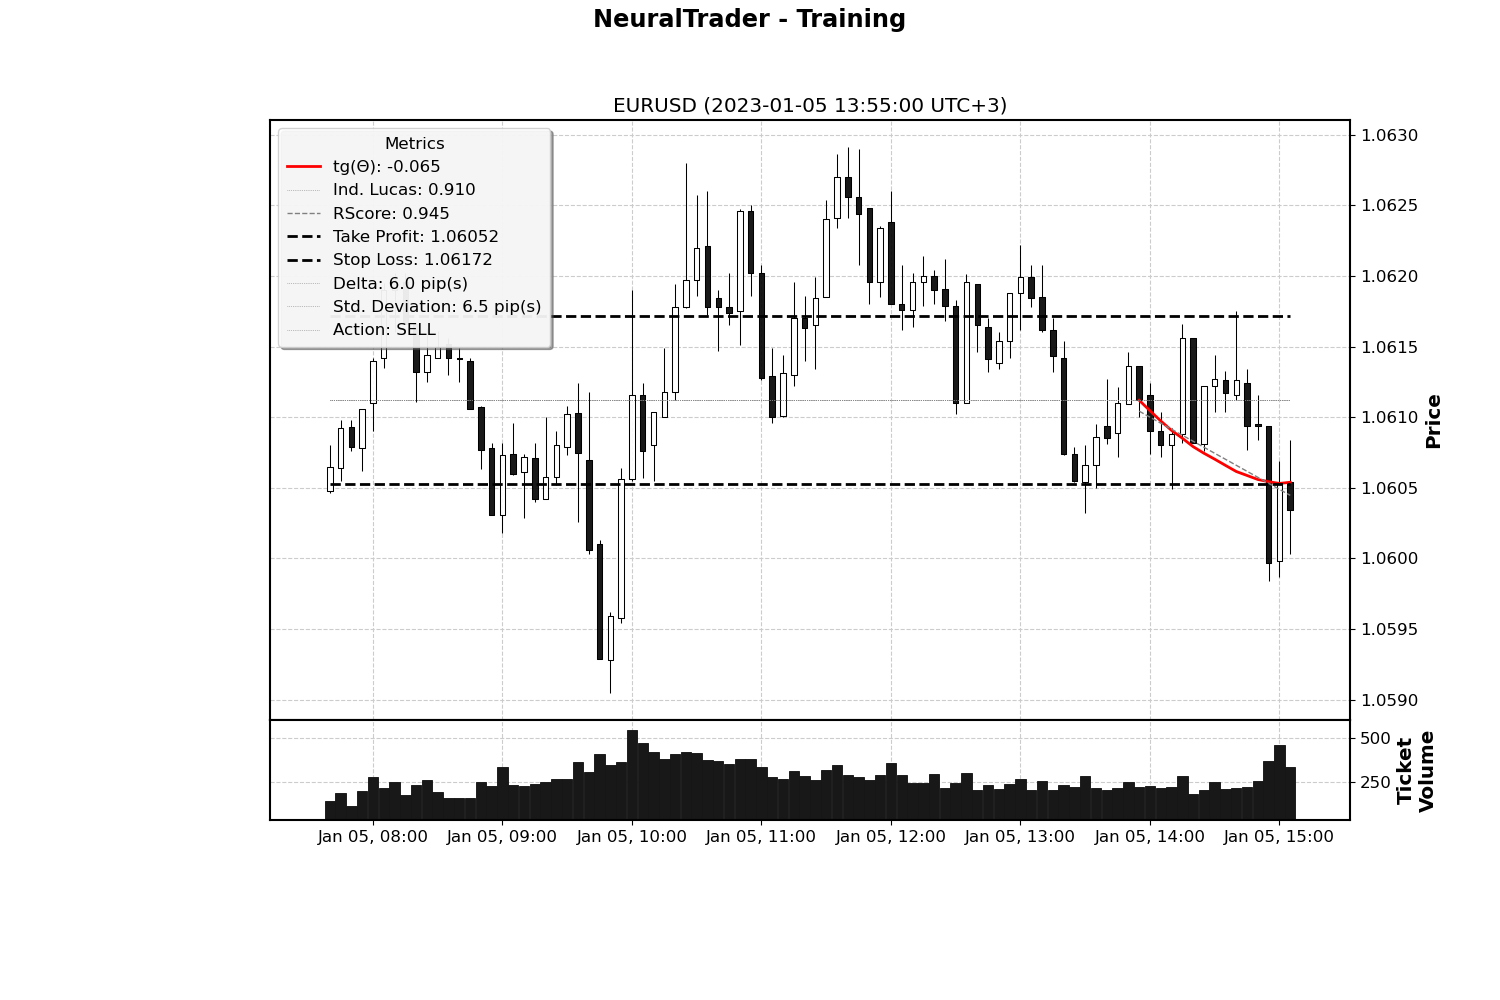 NeuralTrader - Training
EURUSD (2023-01-05 13:55:00 UTC+3)
Metrics
tg(Θ): -0.065
Ind. Lucas: 0.910
RScore: 0.945
Take Profit: 1.06052
Stop Loss: 1.06172
Delta: 6.0 pip(s)
Std. Deviation: 6.5 pip(s)
Action: SELL
1.0630
1.0625
1.0620
1.0615
1.0610
1.0605
1.0600
1.0595
1.0590
Price
500
250
Ticket
Volume
Jan 05, 08:00 Jan 05, 09:00 Jan 05, 10:00 Jan 05, 11:00 Jan 05, 12:00 Jan 05, 13:00 Jan 05, 14:00 Jan 05, 15:00